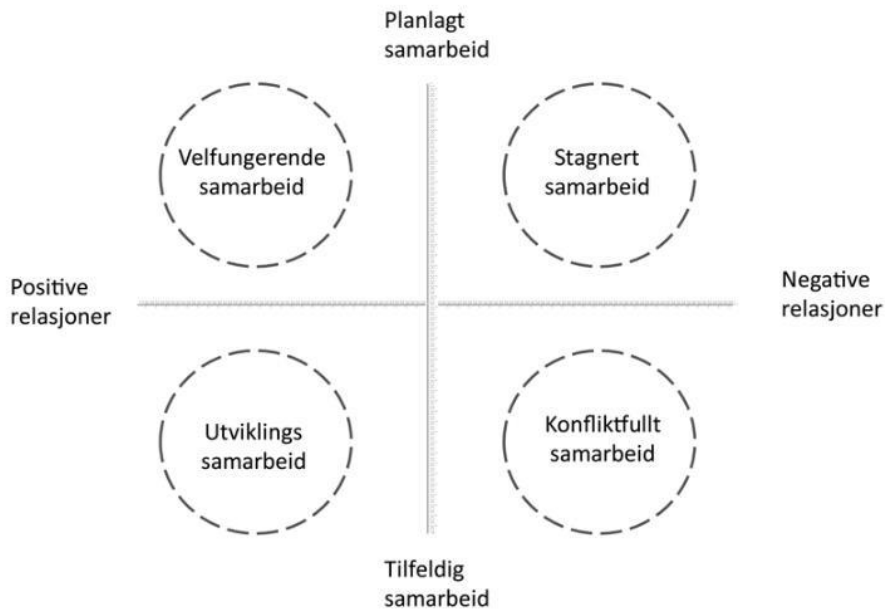 Planlagt
samarbeid
Velfungerende
samarbeid
Stagnert
samarbeid
Positive
relasjoner
Negative
relasjoner
Utviklings
samarbeid
Konfliktfullt
samarbeid
Tilfeldig
samarbeid